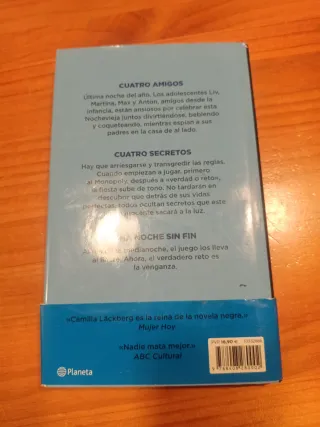 CUATRO AMIGOS
Última noche del año. Los adolescentes Liv,
Martina, Max y Anton, amigos desde la
infancia, están ansiosos por celebrar esta
Nochevieja juntos divirtiéndose, bebiendo
y coqueteando, mientras espían a sus
padres en la casa de al lado.
CUATRO SECRETOS
Hay que arriesgarse y transgredir las reglas.
Cuando empiezan a jugar, primero
al Monopoly, después a «verdad o reto»,
la fiesta sube de tono. No tardarán en
descubrir que detrás de sus vidas
perfectas, todos ocultan secretos que este
sacará a la luz.
NOCHE SIN FIN
medianoche, el juego los lleva
Ahora, el verdadero reto es
la venganza.
«Camilla Läckberg es la reina de la novela negra.»
Mujer Hoy
«Nadie mata mejor.»
ABC Cultural
Planeta